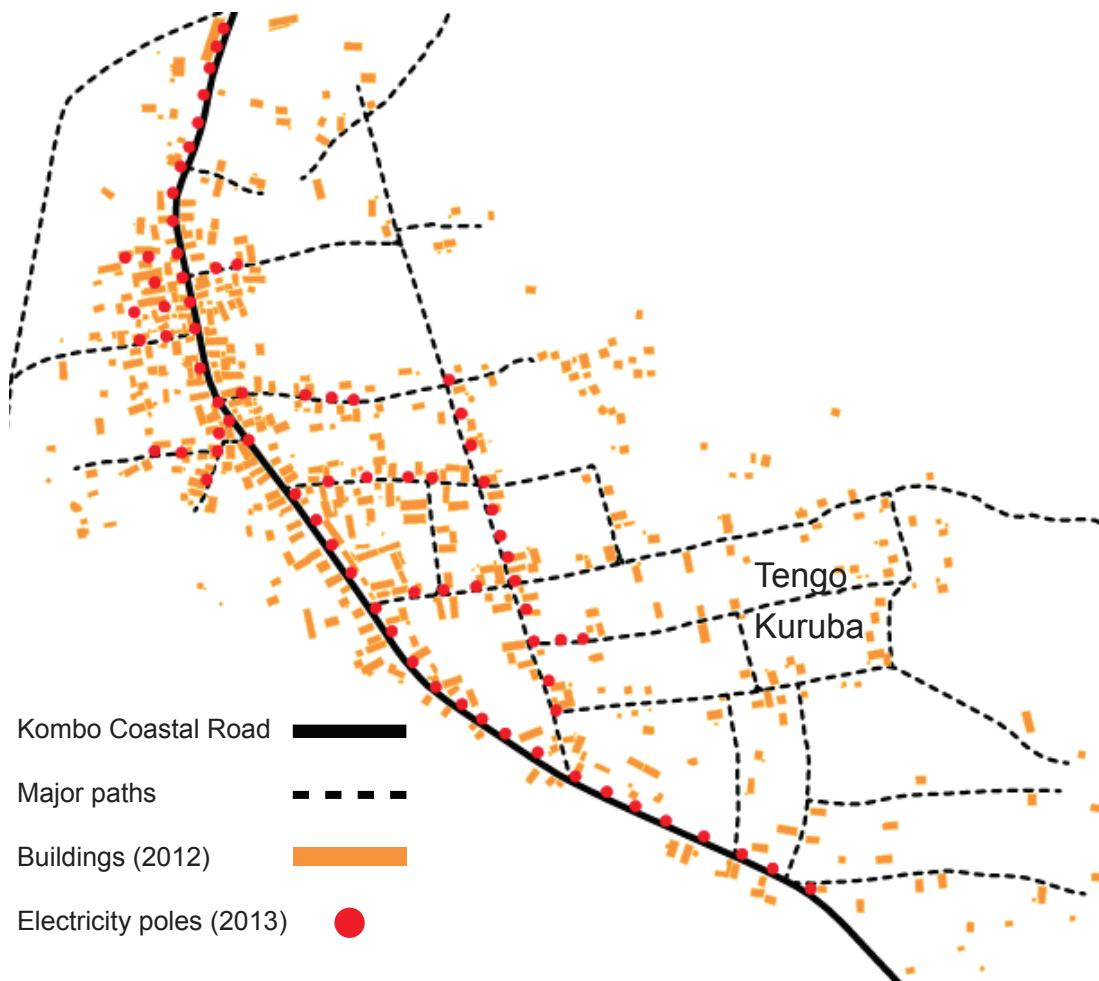 Tengo
Kuruba
Kombo Coastal Road
Major paths
Buildings (2012)
Electricity poles (2013)